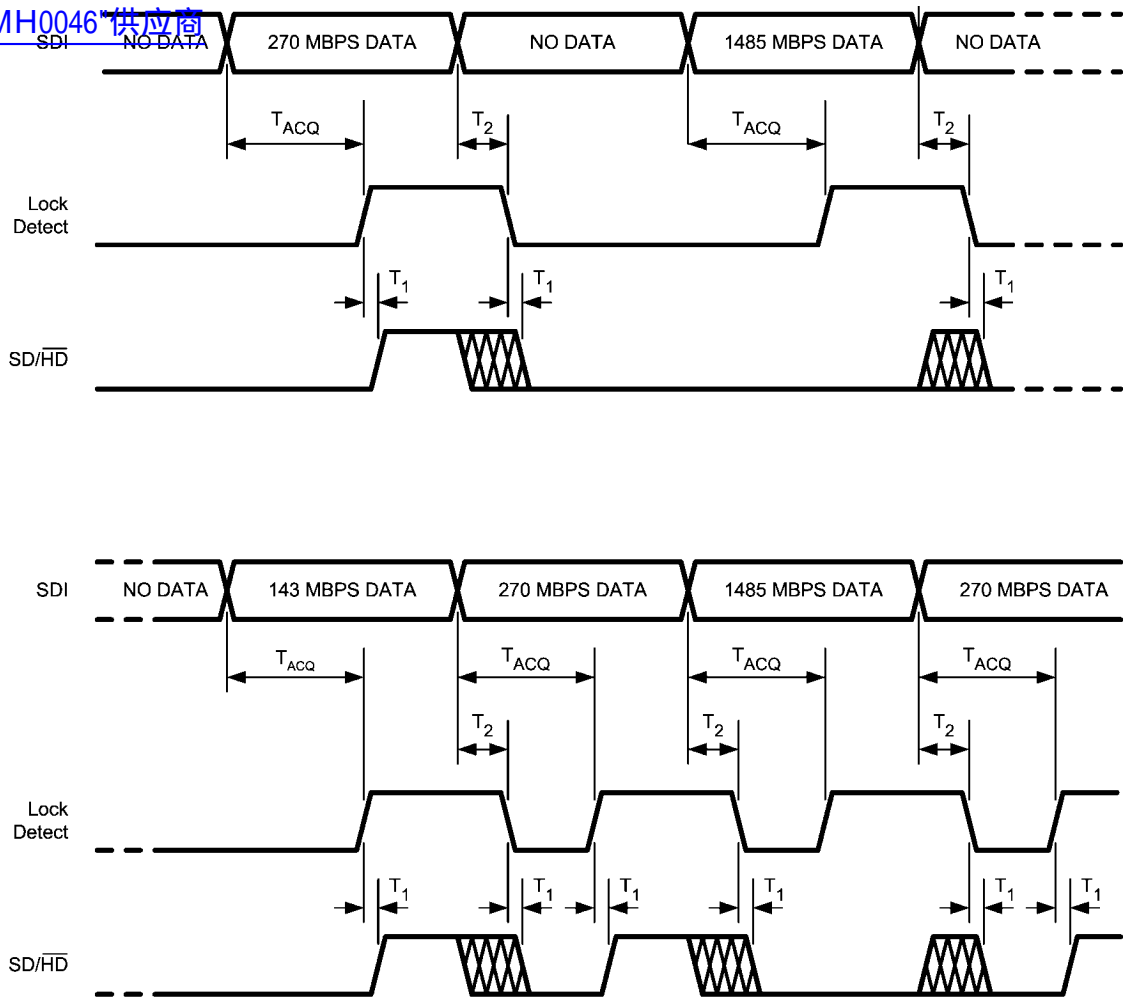 MH0046"供应商
SDI NO DATA 270 MBPS DATA NO DATA 1485 MBPS DATA NO DATA
TACQ T2 TACQ T2
Lock
Detect
T1 T1 T1
SD/HD
SDI NO DATA 143 MBPS DATA 270 MBPS DATA 1485 MBPS DATA 270 MBPS DATA
TACQ TACQ TACQ TACQ
T2 T2 T2
Lock
Detect
T1 T1 T1 T1 T1 T1
SD/HD